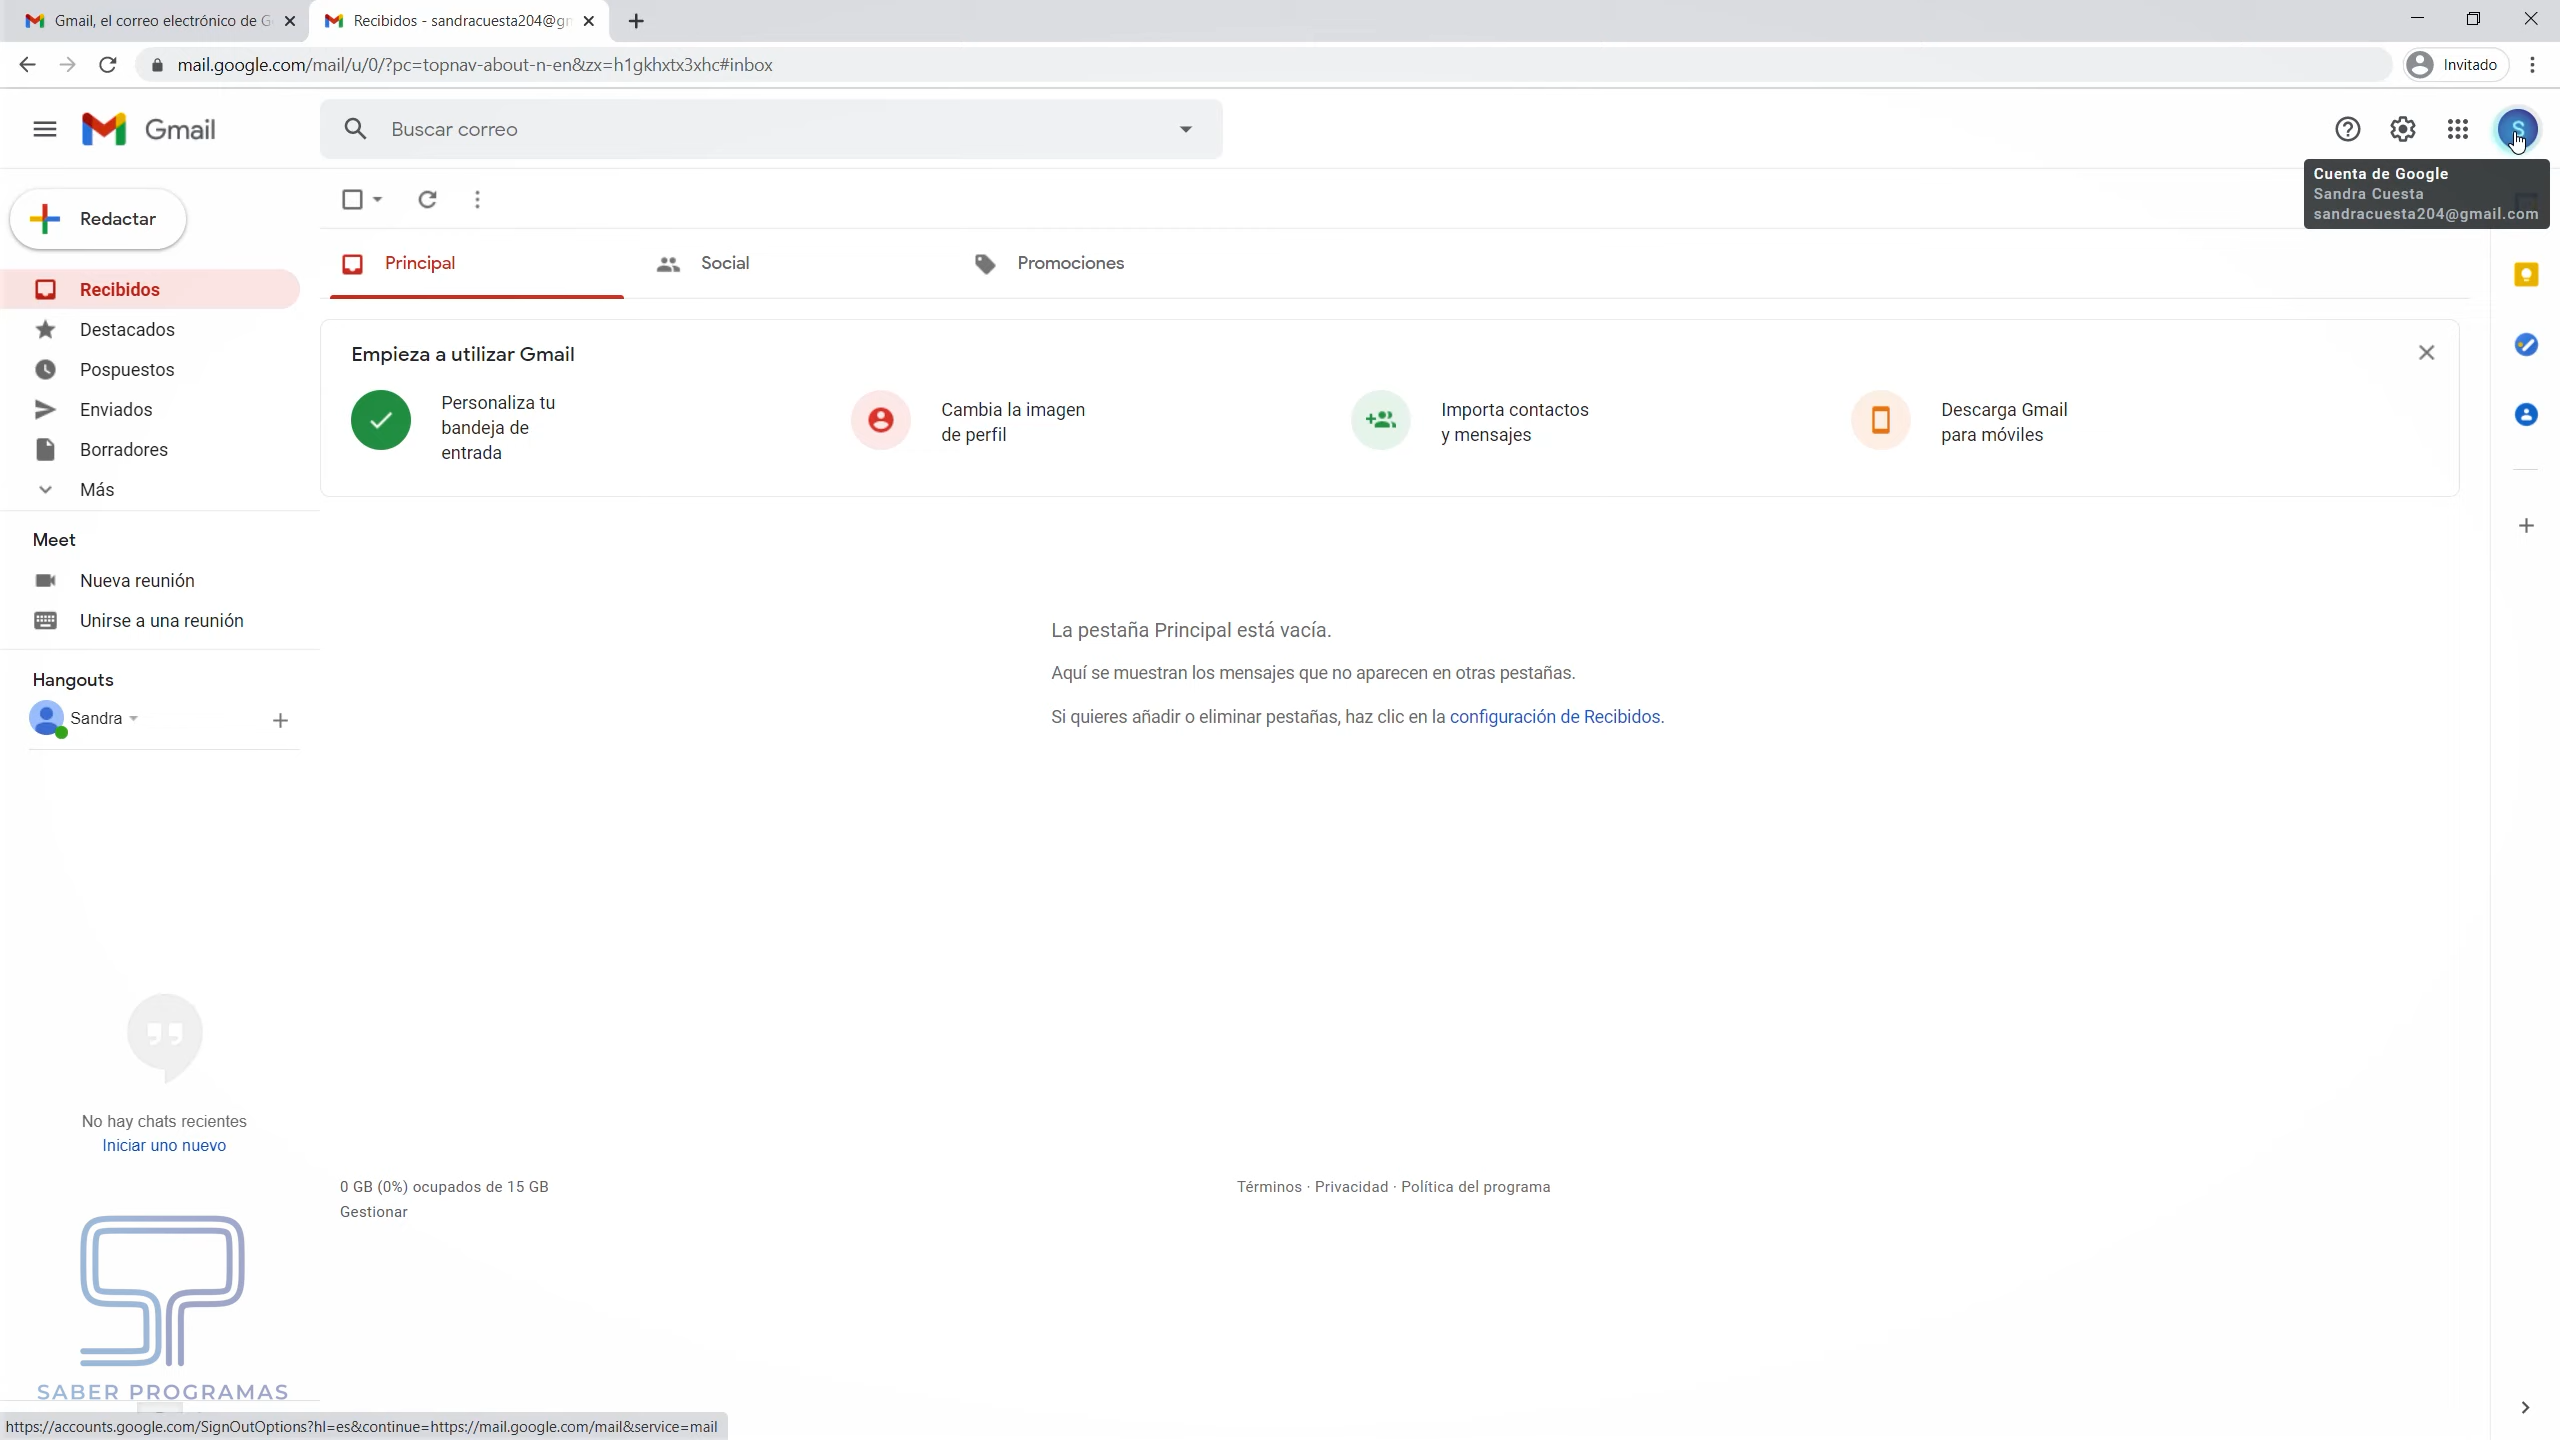 Gmail, el correo electrónico de G
Recibidos - sandracuesta204@gm
mail.google.com/mail/u/0/?pc=topnav-about-n-en&zx=h1gkhxtx3xhc#inbox
Invitado
Gmail
Buscar correo
S
Cuenta de Google
Sandra Cuesta
sandracuesta204@gmail.com
Redactar
Principal
Social
Promociones
Recibidos
Destacados
Pospuestos
Enviados
Borradores
Más
Empieza a utilizar Gmail
Personaliza tu
bandeja de
entrada
Cambia la imagen
de perfil
Importa contactos
y mensajes
Descarga Gmail
para móviles
Meet
Nueva reunión
Unirse a una reunión
Hangouts
Sandra
La pestaña Principal está vacía.
Aquí se muestran los mensajes que no aparecen en otras pestañas.
Si quieres añadir o eliminar pestañas, haz clic en la configuración de Recibidos.
No hay chats recientes
Iniciar uno nuevo
0 GB (0%) ocupados de 15 GB
Gestionar
Términos · Privacidad · Política del programa
SABER PROGRAMAS
https://accounts.google.com/SignOutOptions?hl=es&continue=https://mail.google.com/mail&service=mail